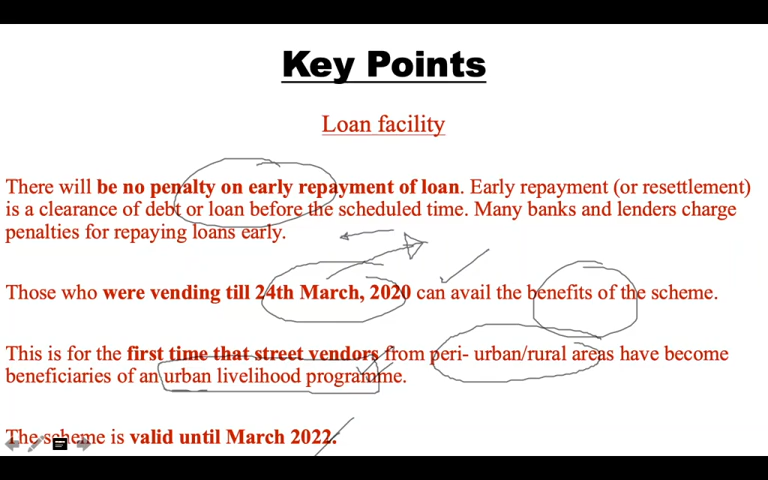 Key Points
Loan facility
There will be no penalty on early repayment of loan. Early repayment (or resettlement)
is a clearance of debt or loan before the scheduled time. Many banks and lenders charge
penalties for repaying loans early.
Those who were vending till 24th March, 2020 can avail the benefits of the scheme.
This is for the first time that street vendors from peri- urban/rural areas have become
beneficiaries of an urban livelihood programme.
The scheme is valid until March 2022.